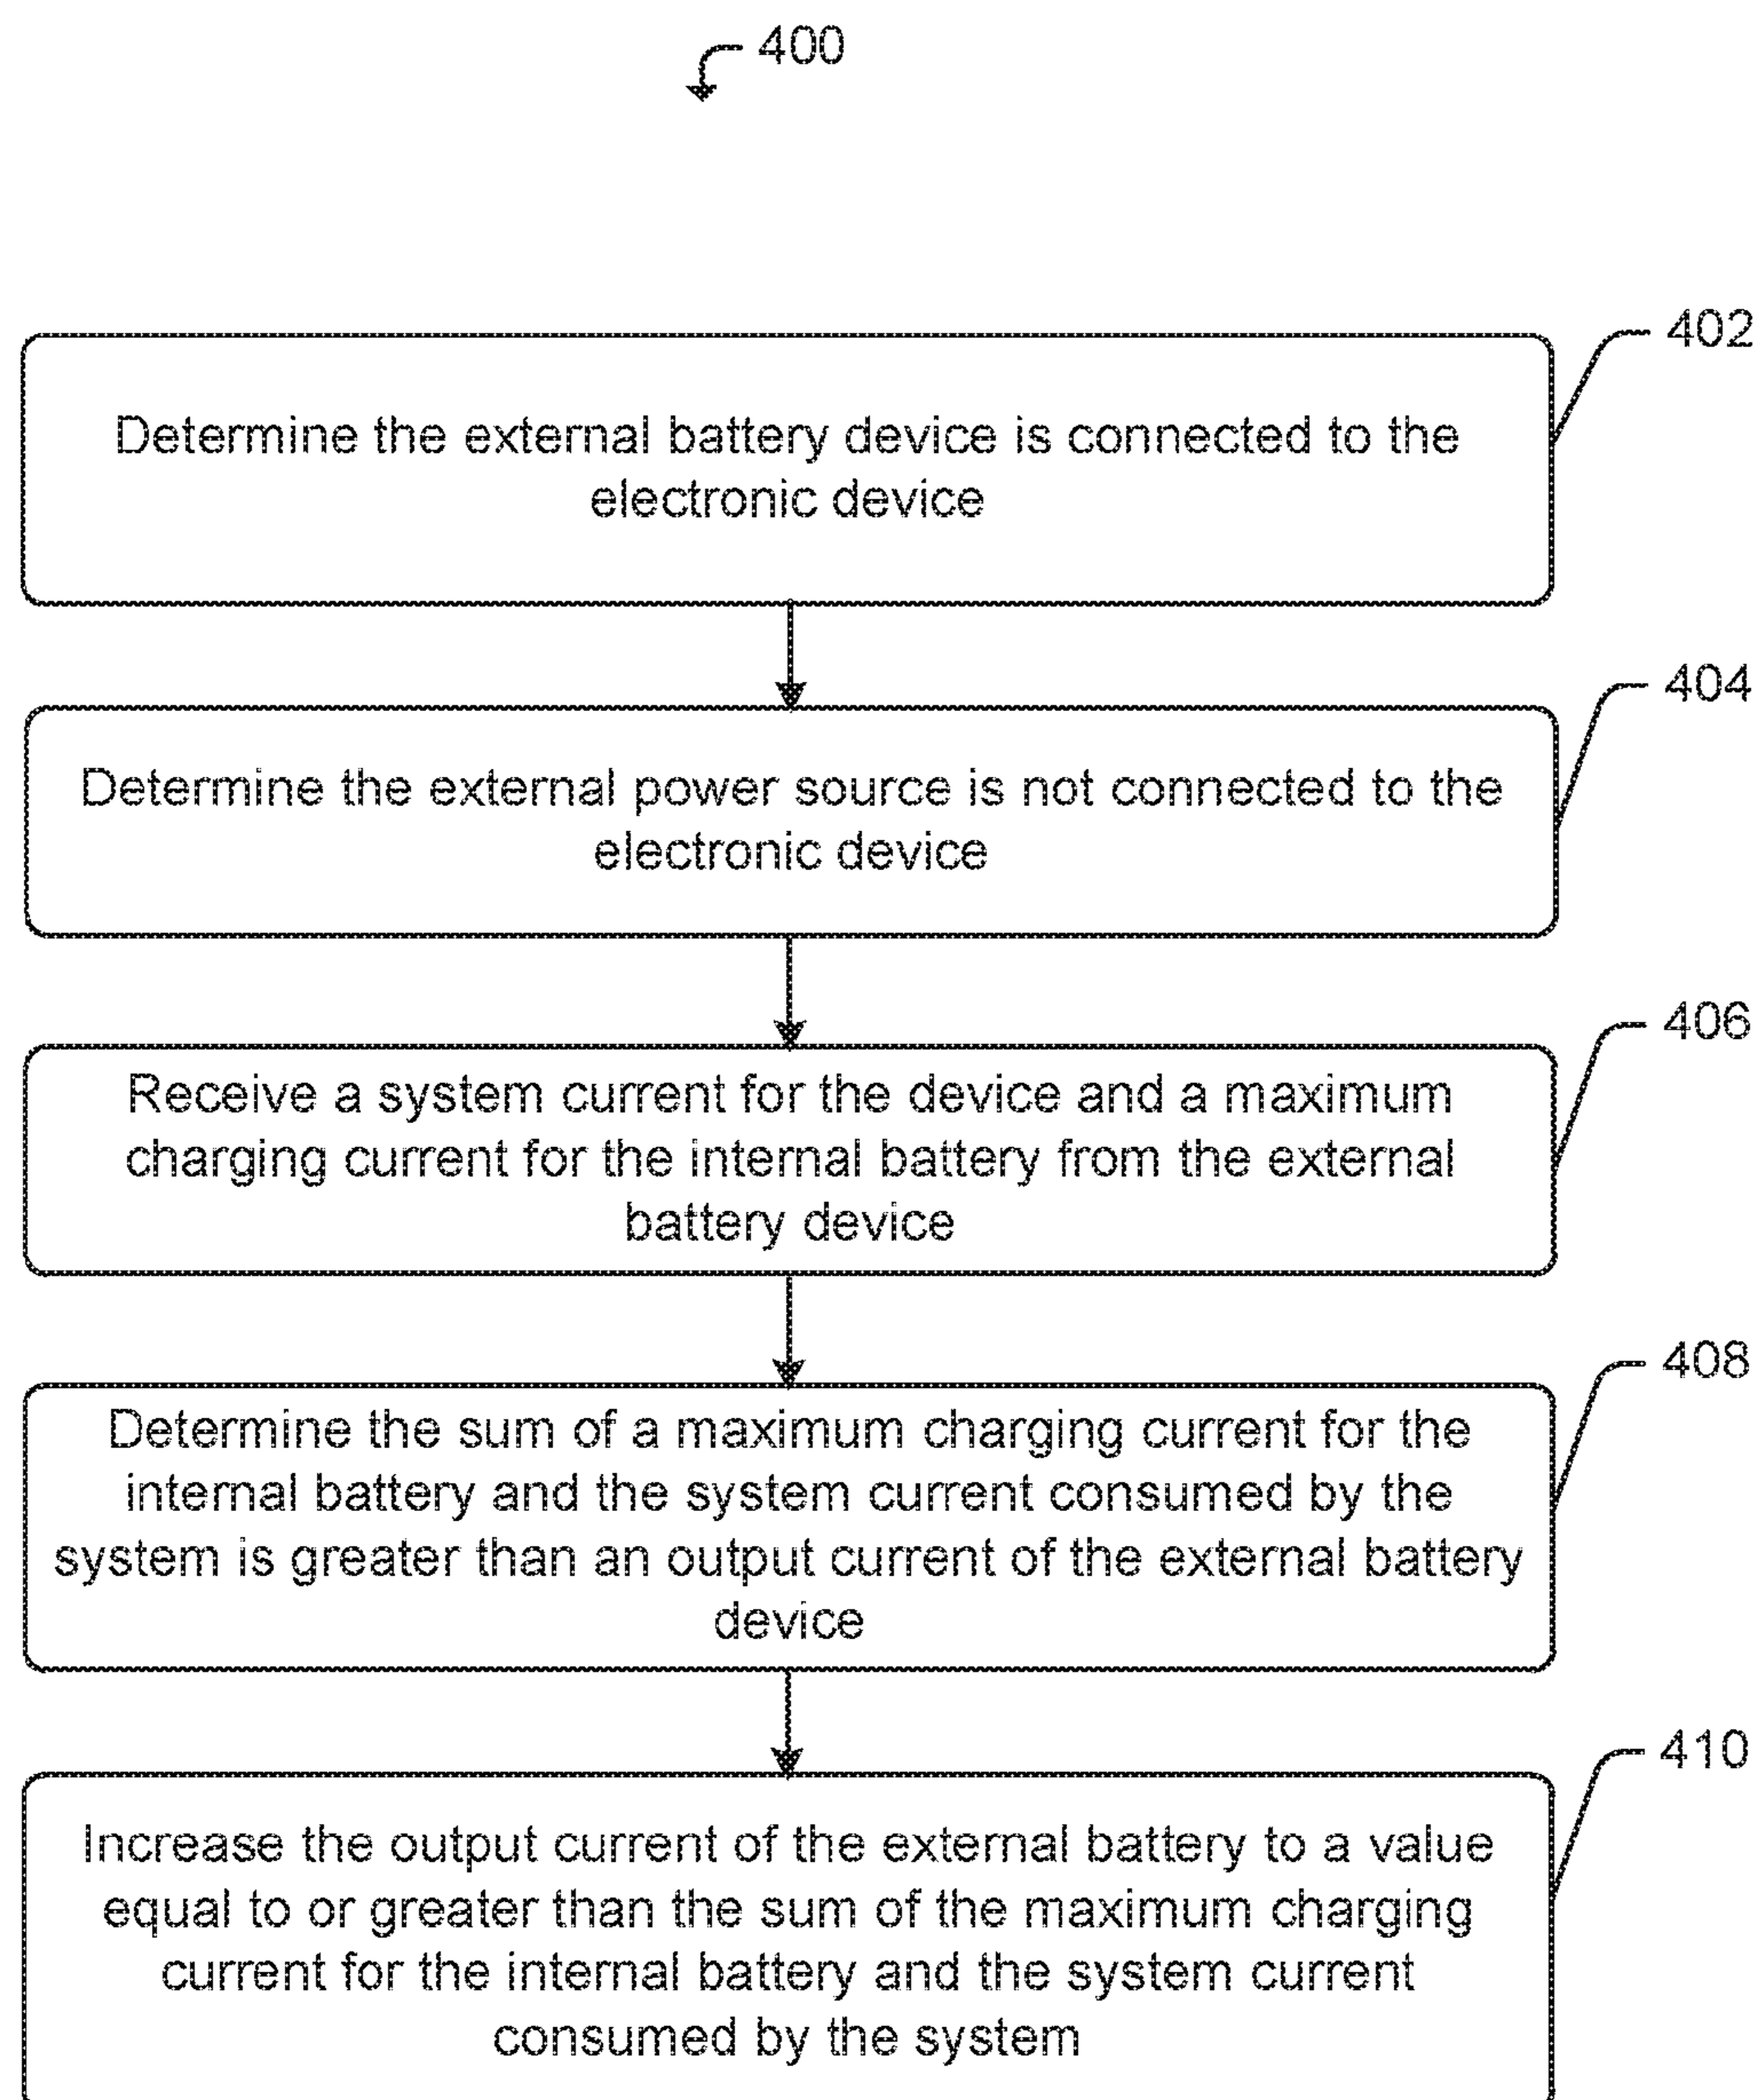 400
402
Determine the external battery device is connected to the
electronic device
404
Determine the external power source is not connected to the
electronic device
406
Receive a system current for the device and a maximum
charging current for the internal battery from the external
battery device
408
Determine the sum of a maximum charging current for the
internal battery and the system current consumed by the
system is greater than an output current of the external battery
device
410
Increase the output current of the external battery to a value
equal to or greater than the sum of the maximum charging
current for the internal battery and the system current
consumed by the system